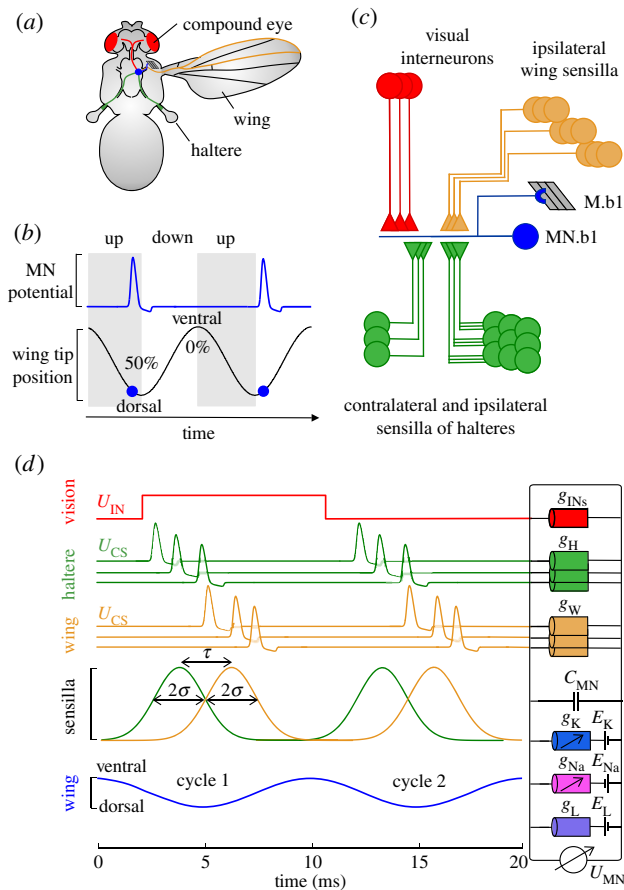 (a)
compound eye
wing
haltere
(b)
up down up
MN
potential
ventral
wing tip
position
50%
0%
dorsal
time
(c)
visual
interneurons
ipsilateral
wing sensilla
M.b1
MN.b1
contralateral and ipsilateral
sensilla of halteres
(d)
vision
U_IN
g_INs
haltere
U_CS
g_H
wing
U_CS
g_W
sensilla
τ
2σ 2σ
C_MN
g_K E_K
g_Na E_Na
g_L E_L
U_MN
wing
ventral
dorsal
cycle 1 cycle 2
0 5 10 15 20
time (ms)